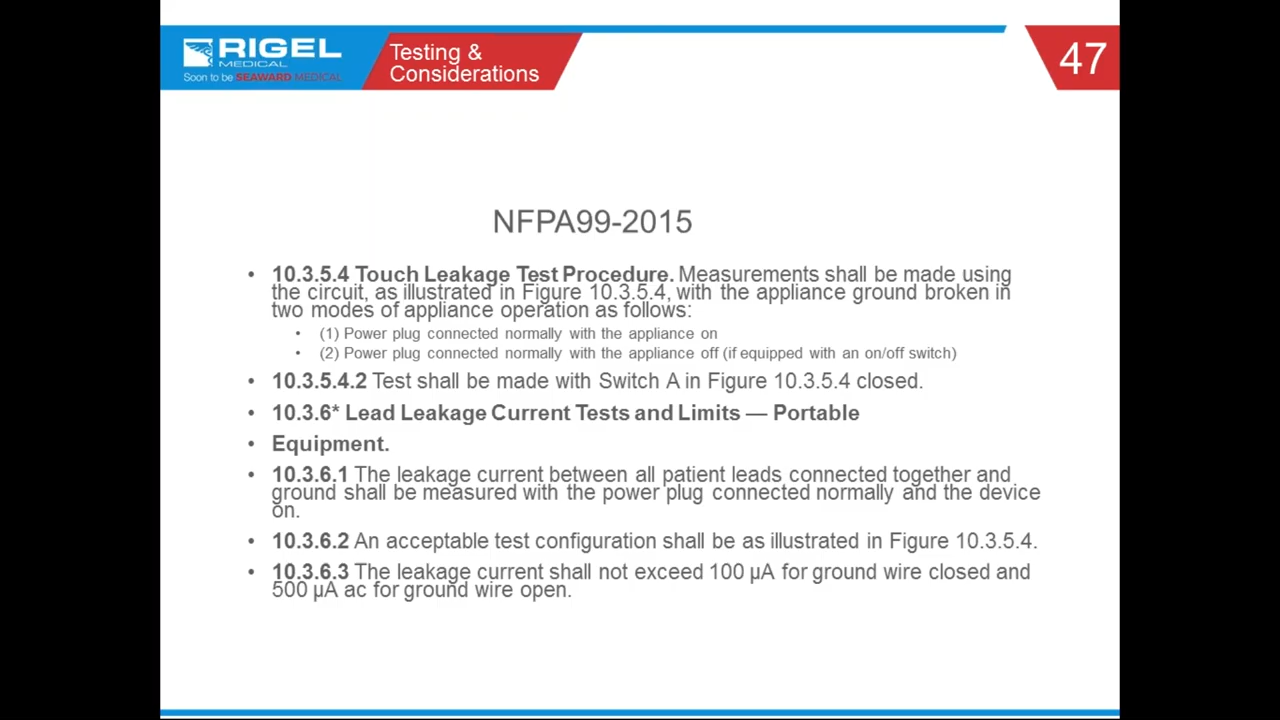 RIGEL
MEDICAL
Soon to be SEAWARD MEDICAL
Testing &
Considerations
47
NFPA99-2015
• 10.3.5.4 Touch Leakage Test Procedure. Measurements shall be made using
the circuit, as illustrated in Figure 10.3.5.4, with the appliance ground broken in
two modes of appliance operation as follows:
• (1) Power plug connected normally with the appliance on
• (2) Power plug connected normally with the appliance off (if equipped with an on/off switch)
• 10.3.5.4.2 Test shall be made with Switch A in Figure 10.3.5.4 closed.
• 10.3.6* Lead Leakage Current Tests and Limits — Portable
• Equipment.
• 10.3.6.1 The leakage current between all patient leads connected together and
ground shall be measured with the power plug connected normally and the device
on.
• 10.3.6.2 An acceptable test configuration shall be as illustrated in Figure 10.3.5.4.
• 10.3.6.3 The leakage current shall not exceed 100 μA for ground wire closed and
500 μA ac for ground wire open.